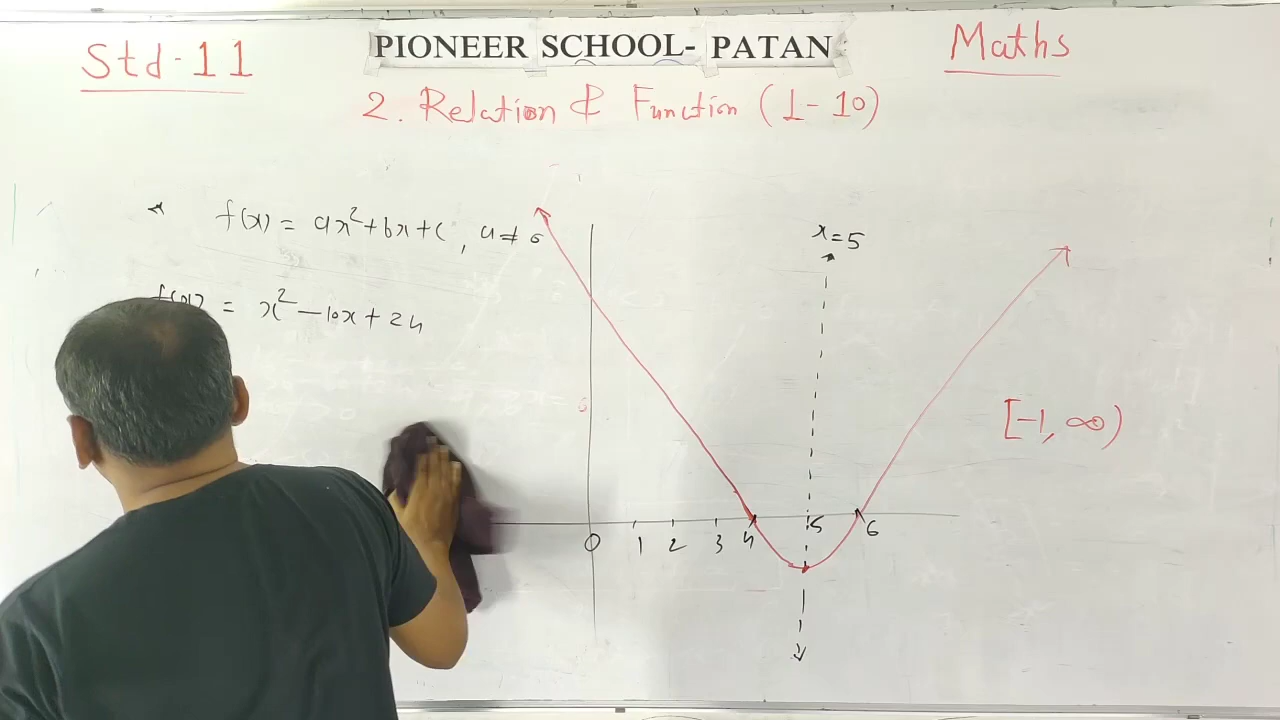 Std-11
PIONEER SCHOOL- PATAN
Maths
2. Relation & Function (1-10)
f(x) = ax²+bx+c, a≠0
f(x) = x²-10x+24
x=5
[-1, ∞)
0 1 2 3 4 5 6